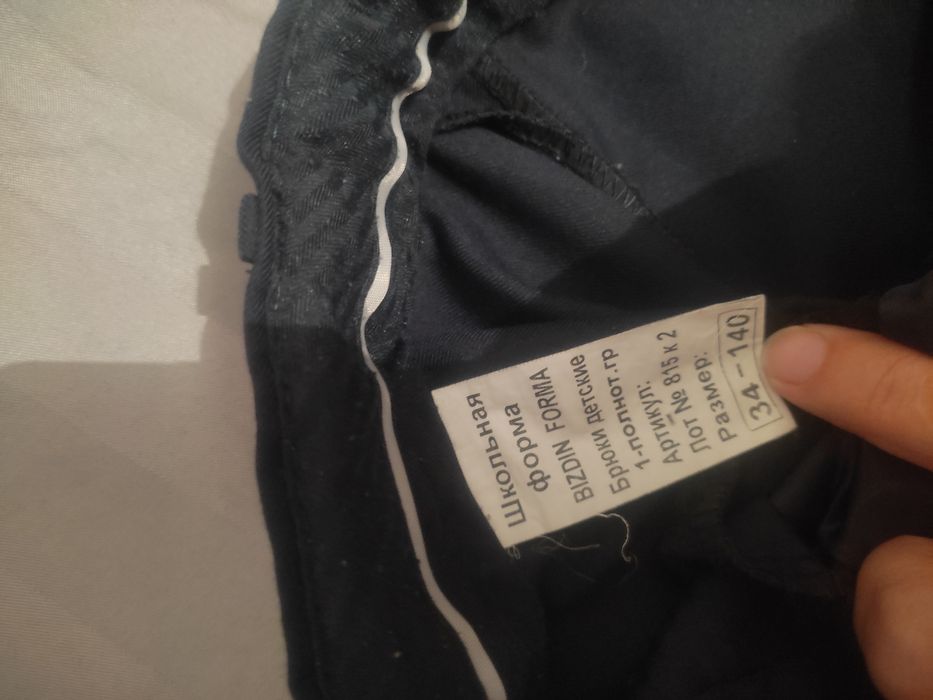 Школьная
форма
BIZDIN FORMA
Брюки детские
1-полнот.гр
Артикул:
Лот № 815 к 2
Размер:
34-140